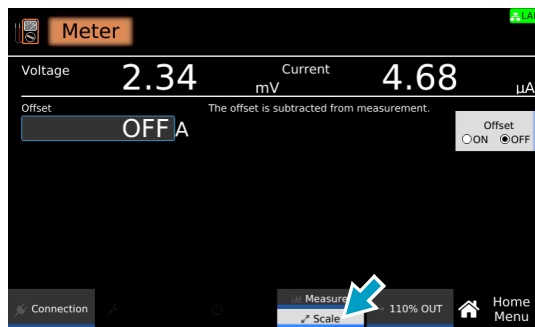 LAN
Meter
Voltage 2.34 mV Current 4.68 µA
Offset The offset is subtracted from measurement.
OFF A
Offset
ON OFF
Measure
Connection 110% OUT Home
Scale Menu